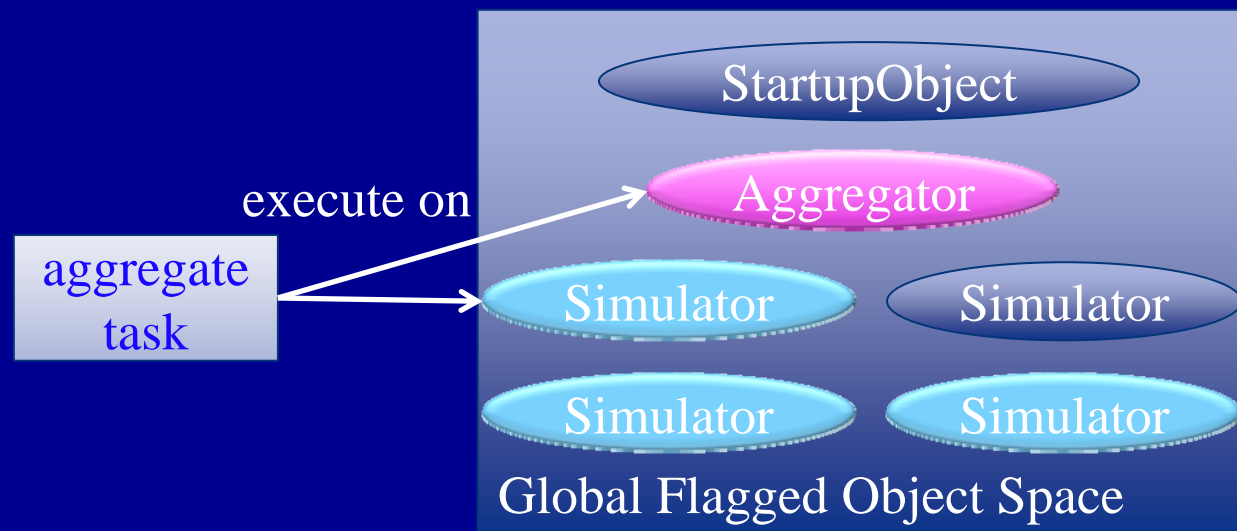 StartupObject
Aggregator
execute on
aggregate
task
Simulator
Simulator
Simulator
Simulator
Global Flagged Object Space